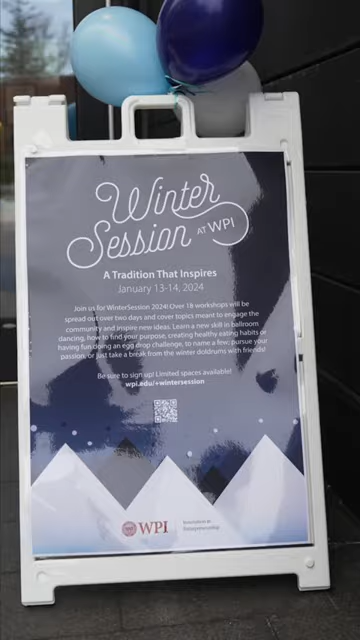 Winter
Session AT WPI
A Tradition That Inspires
January 13-14, 2024
Join us for WinterSession 2024! Over 18 workshops will be
spread out over two days and cover topics meant to engage the
community and inspire new ideas. Learn a new skill in ballroom
dancing, how to find your purpose, creating healthy eating habits or
having fun doing an egg drop challenge, to name a few; pursue your
passion, or just take a break from the winter doldrums with friends!
Be sure to sign up! Limited spaces available!
wpi.edu/+wintersession
WPI
Innovation &
Entrepreneurship